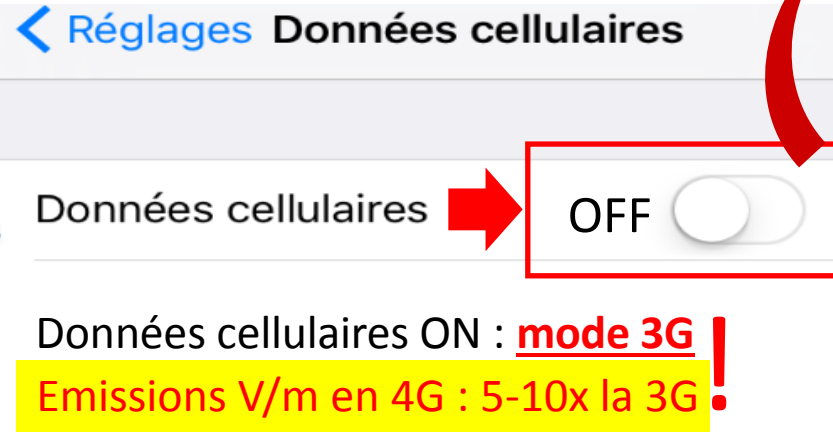 Réglages Données cellulaires
Données cellulaires OFF
Données cellulaires ON : mode 3G !
Emissions V/m en 4G : 5-10x la 3G